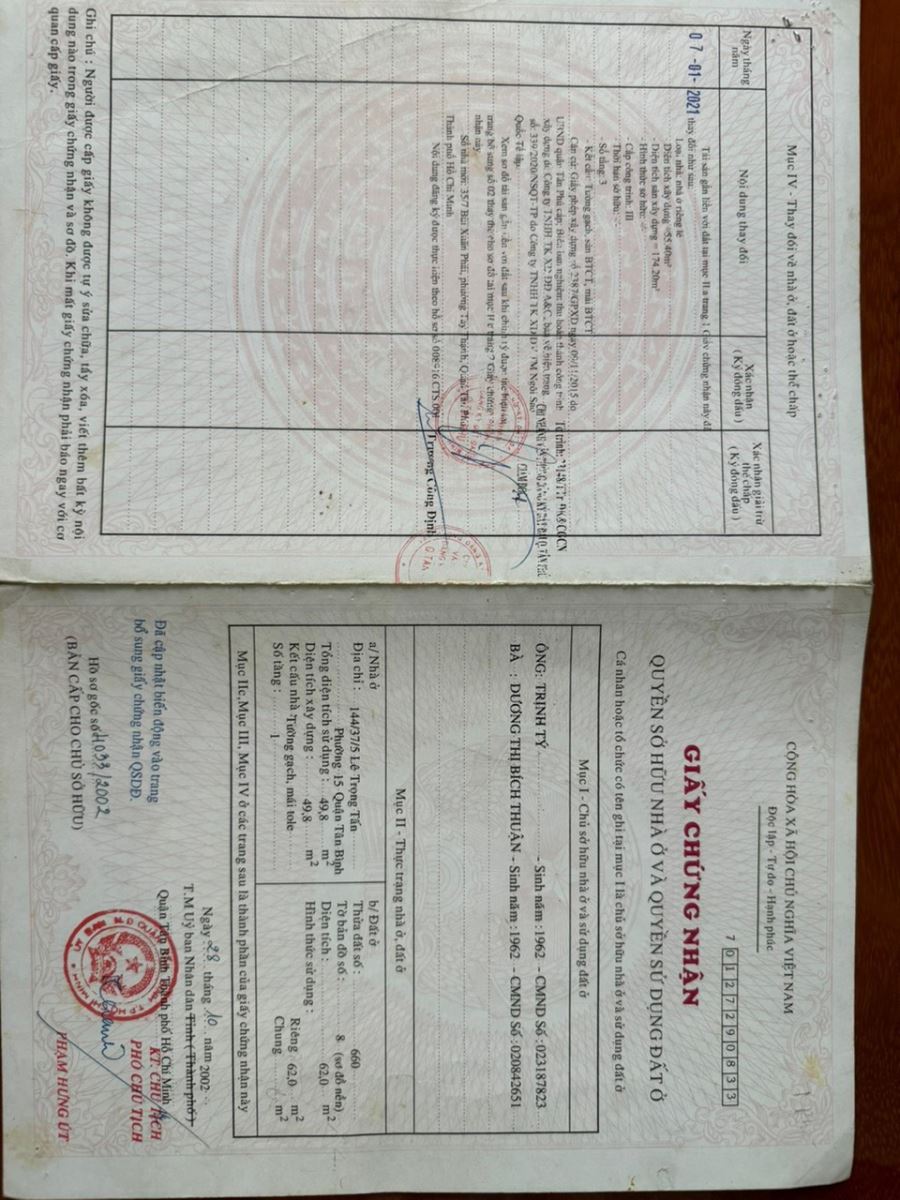 CỘNG HÒA XÃ HỘI CHỦ NGHĨA VIỆT NAM
Độc lập - Tự do - Hạnh phúc
7 0 1 2 7 2 9 0 8 3 3
GIẤY CHỨNG NHẬN
QUYỀN SỞ HỮU NHÀ Ở VÀ QUYỀN SỬ DỤNG ĐẤT Ở
Cá nhân hoặc tổ chức có tên ghi tại mục I là chủ sở hữu nhà ở và sử dụng đất ở
Mục I - Chủ sở hữu nhà ở và sử dụng đất ở
ÔNG: TRỊNH TÝ - Sinh năm : 1962 - CMND Số : 023187823
BÀ : DƯƠNG THỊ BÍCH THUẬN - Sinh năm : 1962 - CMND Số : 020842651
Mục II - Thực trạng nhà ở, đất ở
a/ Nhà ở
Địa chỉ : 144/37/5 Lê Trọng Tấn
Phường 15 Quận Tân Bình
Tổng diện tích sử dụng : 49,8 m2
Diện tích xây dựng : 49,8 m2
Kết cấu nhà Tường gạch, mái tole
Số tầng : 1
b/ Đất ở
Thửa đất số : 660
Tờ bản đồ số : 8 (sơ đồ nền)
Diện tích : 62,0 m2
Hình thức sử dụng :
Riêng 62,0 m2
Chung m2
Mục IIc, Mục III, Mục IV ở các trang sau là thành phần của giấy chứng nhận này
Ngày 28 tháng 10 năm 2002
T.M Uỷ ban Nhân dân Tỉnh ( Thành phố )
Quận Tân Bình Thành phố Hồ Chí Minh
KT. CHỦ TỊCH
PHÓ CHỦ TỊCH
PHẠM HÙNG ÚT
Đã cập nhật biến động vào trang
bổ sung giấy chứng nhận QSDĐ.
Hồ sơ gốc số 4033/2002
(BẢN CẤP CHO CHỦ SỞ HỮU)
Mục IV - Thay đổi về nhà ở, đất ở hoặc thế chấp
Ngày tháng năm
Nội dung thay đổi
Xác nhận
( Ký đóng dấu )
Xác nhận giải trừ
thế chấp
( Ký đóng dấu )
07-01-2021
Tài sản gắn liền với đất tại mục II a trang 1 Giấy chứng nhận này đã
thay đổi như sau:
Loại nhà: nhà ở riêng lẻ
Diện tích xây dựng = 55.40m²
- Diện tích sàn xây dựng = 174.20m²
- Hình thức sở hữu:
Cấp công trình: III
- Thời hạn sở hữu:
- Số tầng: 3
- Kết cấu: Tường gạch, sàn BTCT, mái BTCT
Căn cứ: Giấy phép xây dựng số 2387/GPXD ngày 09/11/2015 do
UBND quận Tân Phú cấp; Biên bản nghiệm thu hoàn thành công trình
xây dựng do Công ty TNHH TK XD DD A&C, bản vẽ hiện trạng
số: 339/2020/NSQT-TP do Công ty TNHH TK XDDV TM Ngôi Sao
Quốc Tế lập.
Xem sơ đồ tài sản gắn liền với đất sau khi chỉnh lý được thể hiện tại
trang bổ sung số 02 thay thế cho sơ đồ tại mục II c trang 2 Giấy chứng
nhận này.
Số nhà mới: 35/7 Bùi Xuân Phái, phường Tây Thạnh, Quận Tân Phú,
Thành phố Hồ Chí Minh
Nội dung đăng ký được thực hiện theo hồ sơ số
Trương Công Định
Ghi chú : Người được cấp giấy không được tự ý sửa chữa, tẩy xóa, viết thêm bất kỳ nội
dung nào trong giấy chứng nhận và sơ đồ. Khi mất giấy chứng nhận phải báo ngay với cơ
quan cấp giấy.